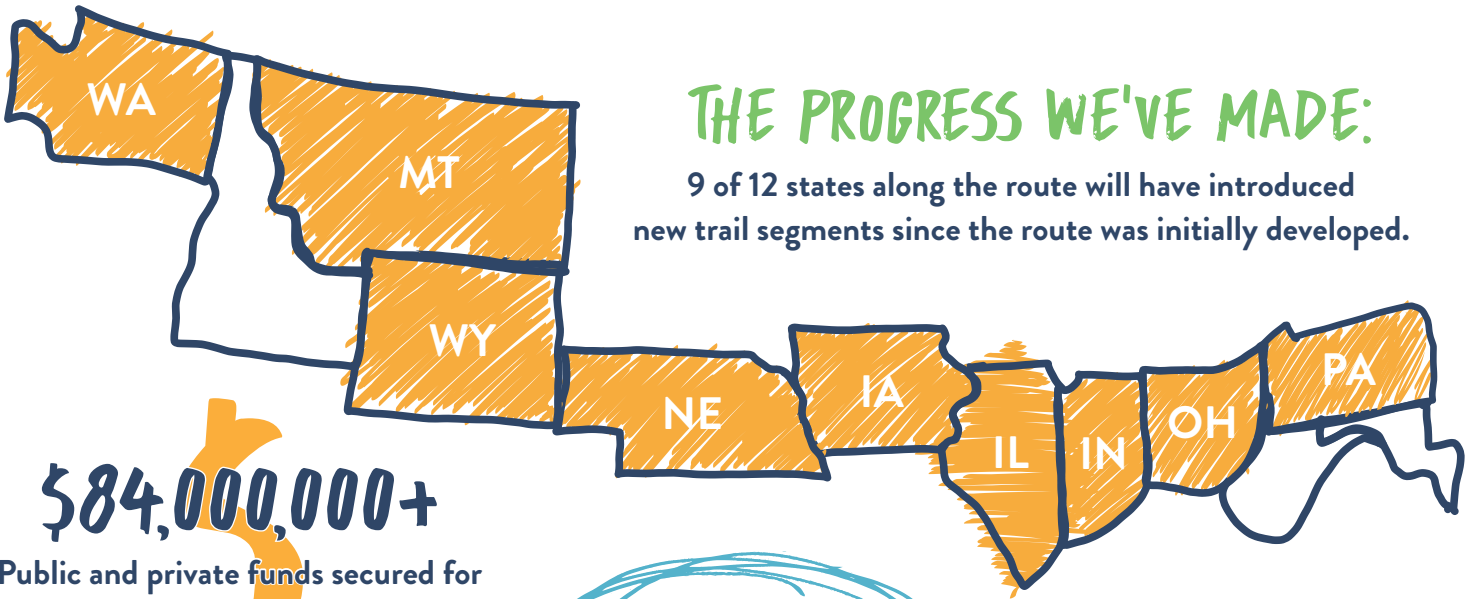 WA
MT
THE PROGRESS WE'VE MADE:
9 of 12 states along the route will have introduced
new trail segments since the route was initially developed.
WY
NE
IA
IL
IN
OH
PA
$84,000,000+
Public and private funds secured for